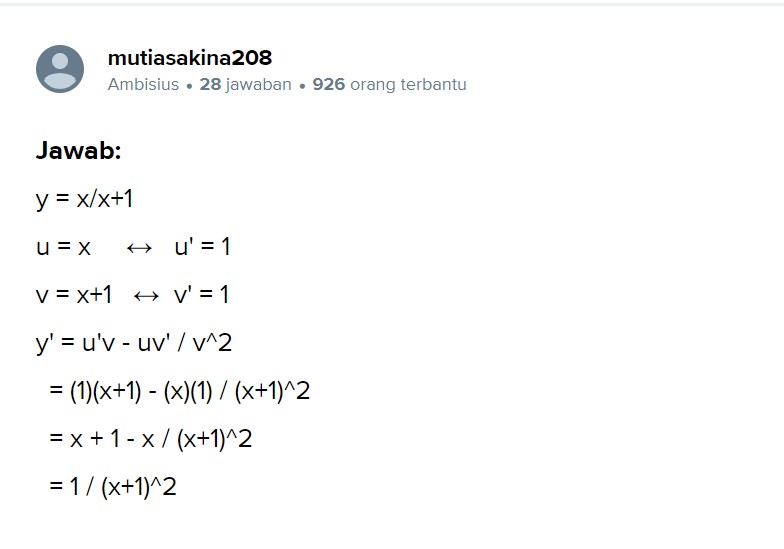 mutiasakina208
Ambisius • 28 jawaban • 926 orang terbantu
Jawab:
y = x/x+1
u = x ↔ u' = 1
v = x+1 ↔ v' = 1
y' = u'v - uv' / v^2
= (1)(x+1) - (x)(1) / (x+1)^2
= x + 1 - x / (x+1)^2
= 1 / (x+1)^2